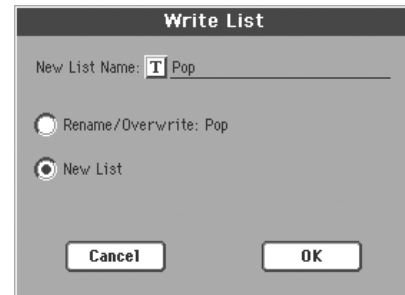 Write List
New List Name: T Pop
Rename/Overwrite: Pop
New List
Cancel OK